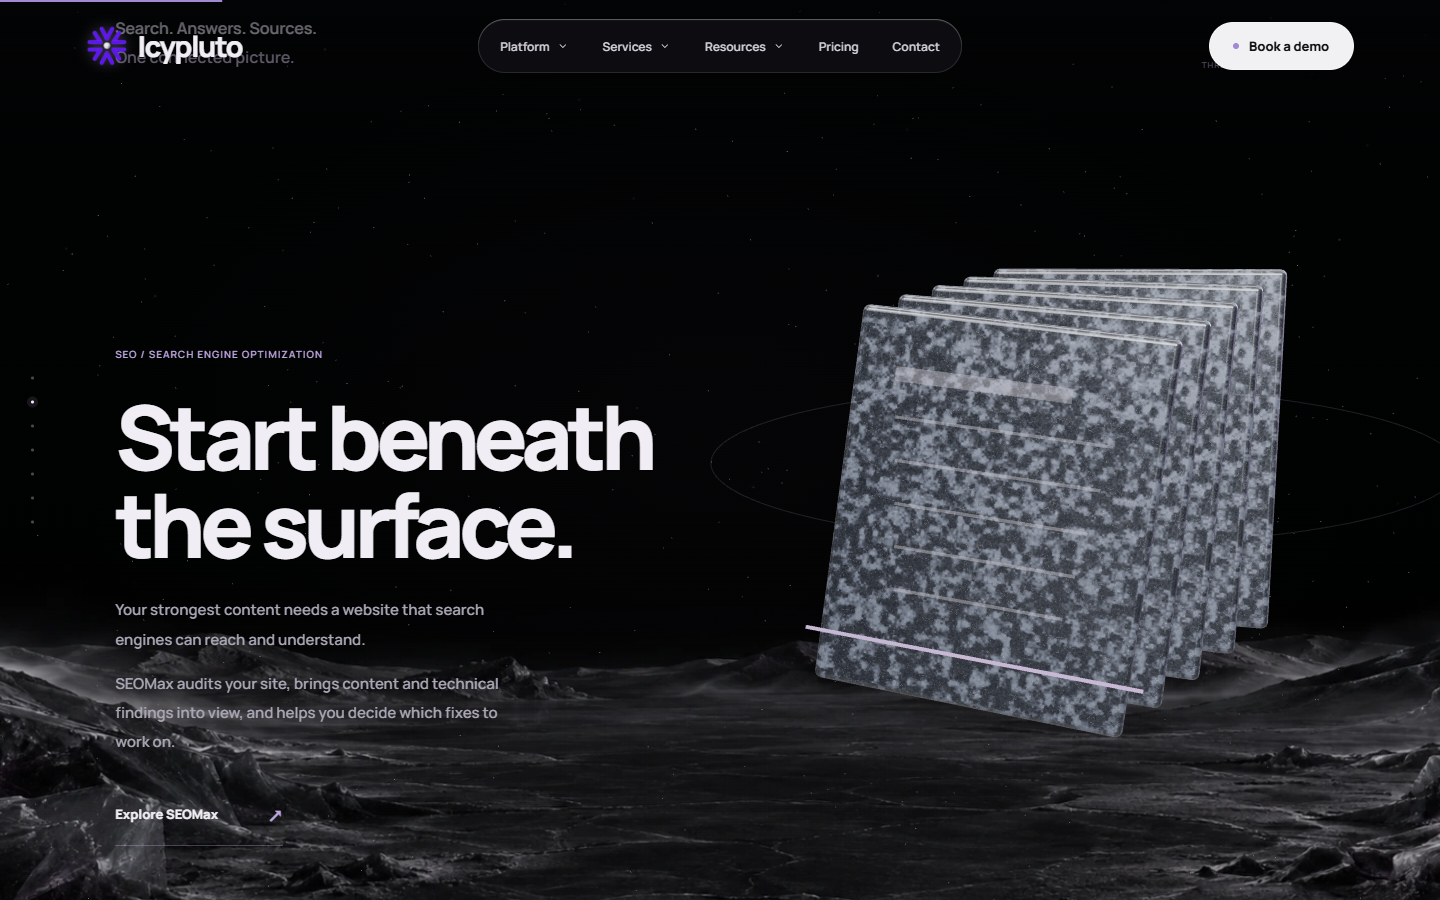 Search. Answers. Sources.
One connected picture.
Icypluto
Platform
Services
Resources
Pricing
Contact
Book a demo
SEO / SEARCH ENGINE OPTIMIZATION
Start beneath
the surface.
Your strongest content needs a website that search
engines can reach and understand.
SEOMax audits your site, brings content and technical
findings into view, and helps you decide which fixes to
work on.
Explore SEOMax